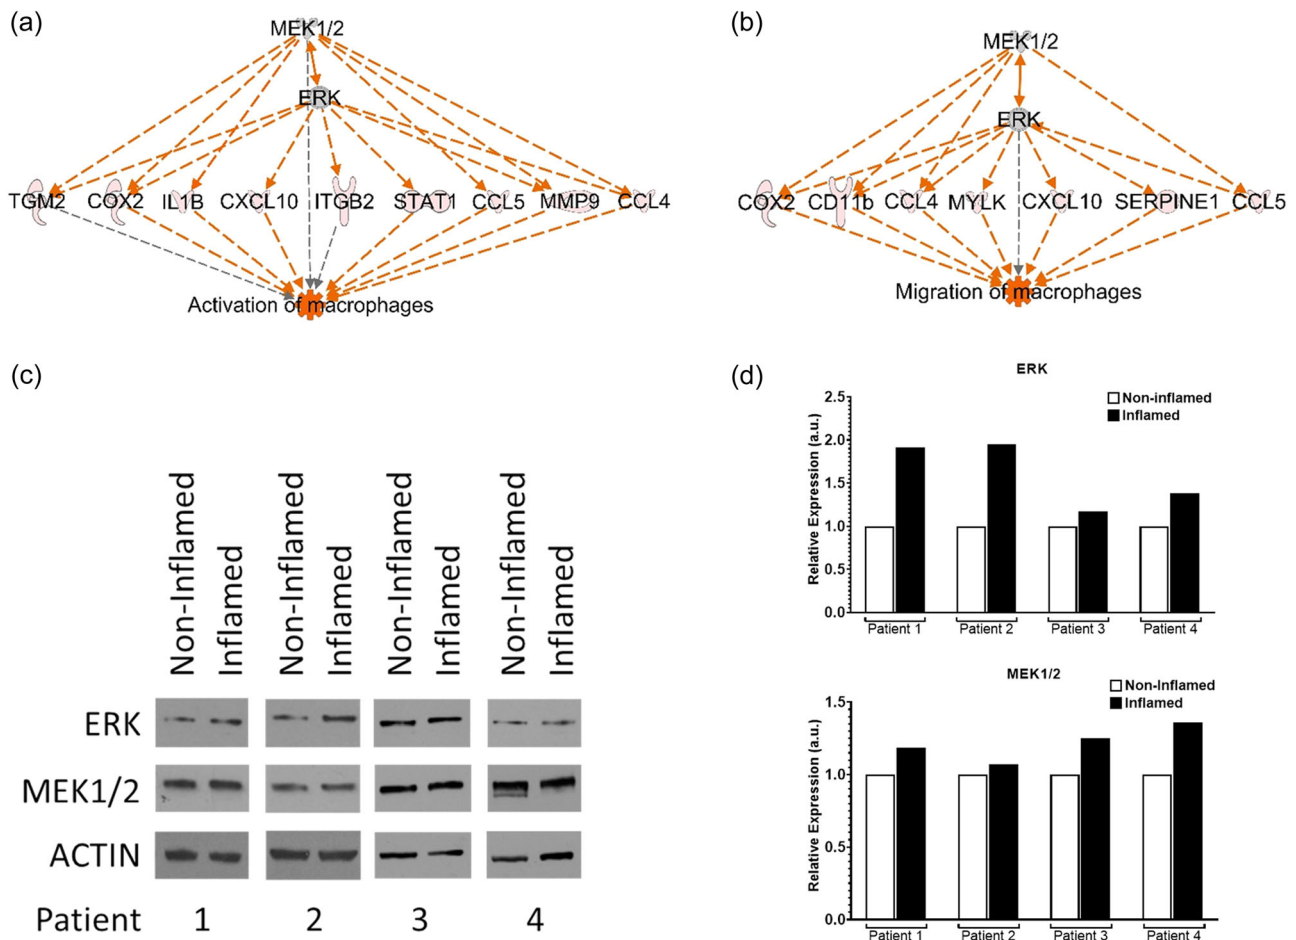 (a)
MEK1/2
ERK
TGM2 COX2 IL1B CXCL10 ITGB2 STAT1 CCL5 MMP9 CCL4
Activation of macrophages
(b)
MEK1/2
ERK
COX2 CD11b CCL4 MYLK CXCL10 SERPINE1 CCL5
Migration of macrophages
(c)
Non-Inflamed
Inflamed
Non-Inflamed
Inflamed
Non-Inflamed
Inflamed
Non-Inflamed
Inflamed
ERK
MEK1/2
ACTIN
Patient 1 2 3 4
(d)
ERK
Non-inflamed
Inflamed
Relative Expression (a.u.)
2.5
2.0
1.5
1.0
0.5
0.0
Patient 1 Patient 2 Patient 3 Patient 4
MEK1/2
Non-Inflamed
Inflamed
Relative Expression (a.u.)
1.5
1.0
0.5
0.0
Patient 1 Patient 2 Patient 3 Patient 4